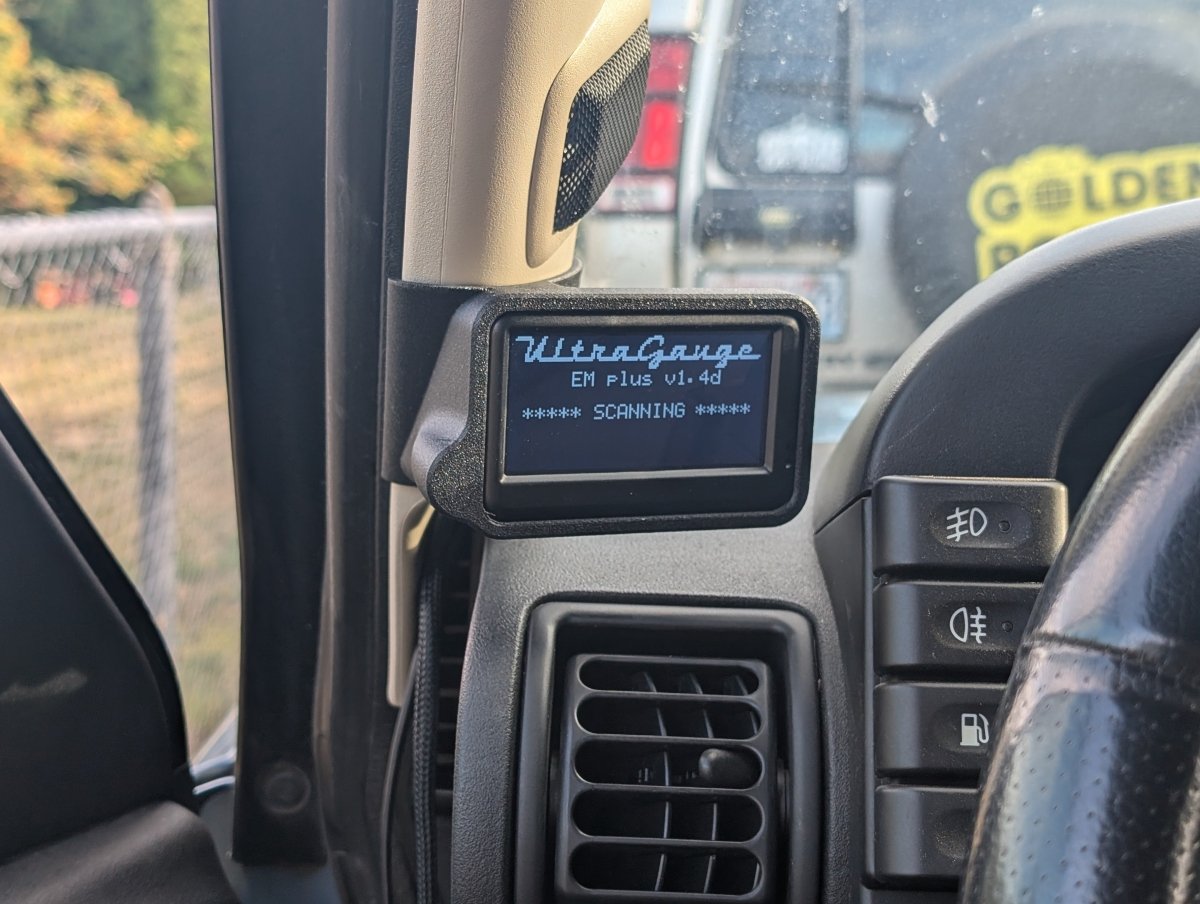 UltraGauge
EM plus v1.4d
***** SCANNING *****
GOLDEN